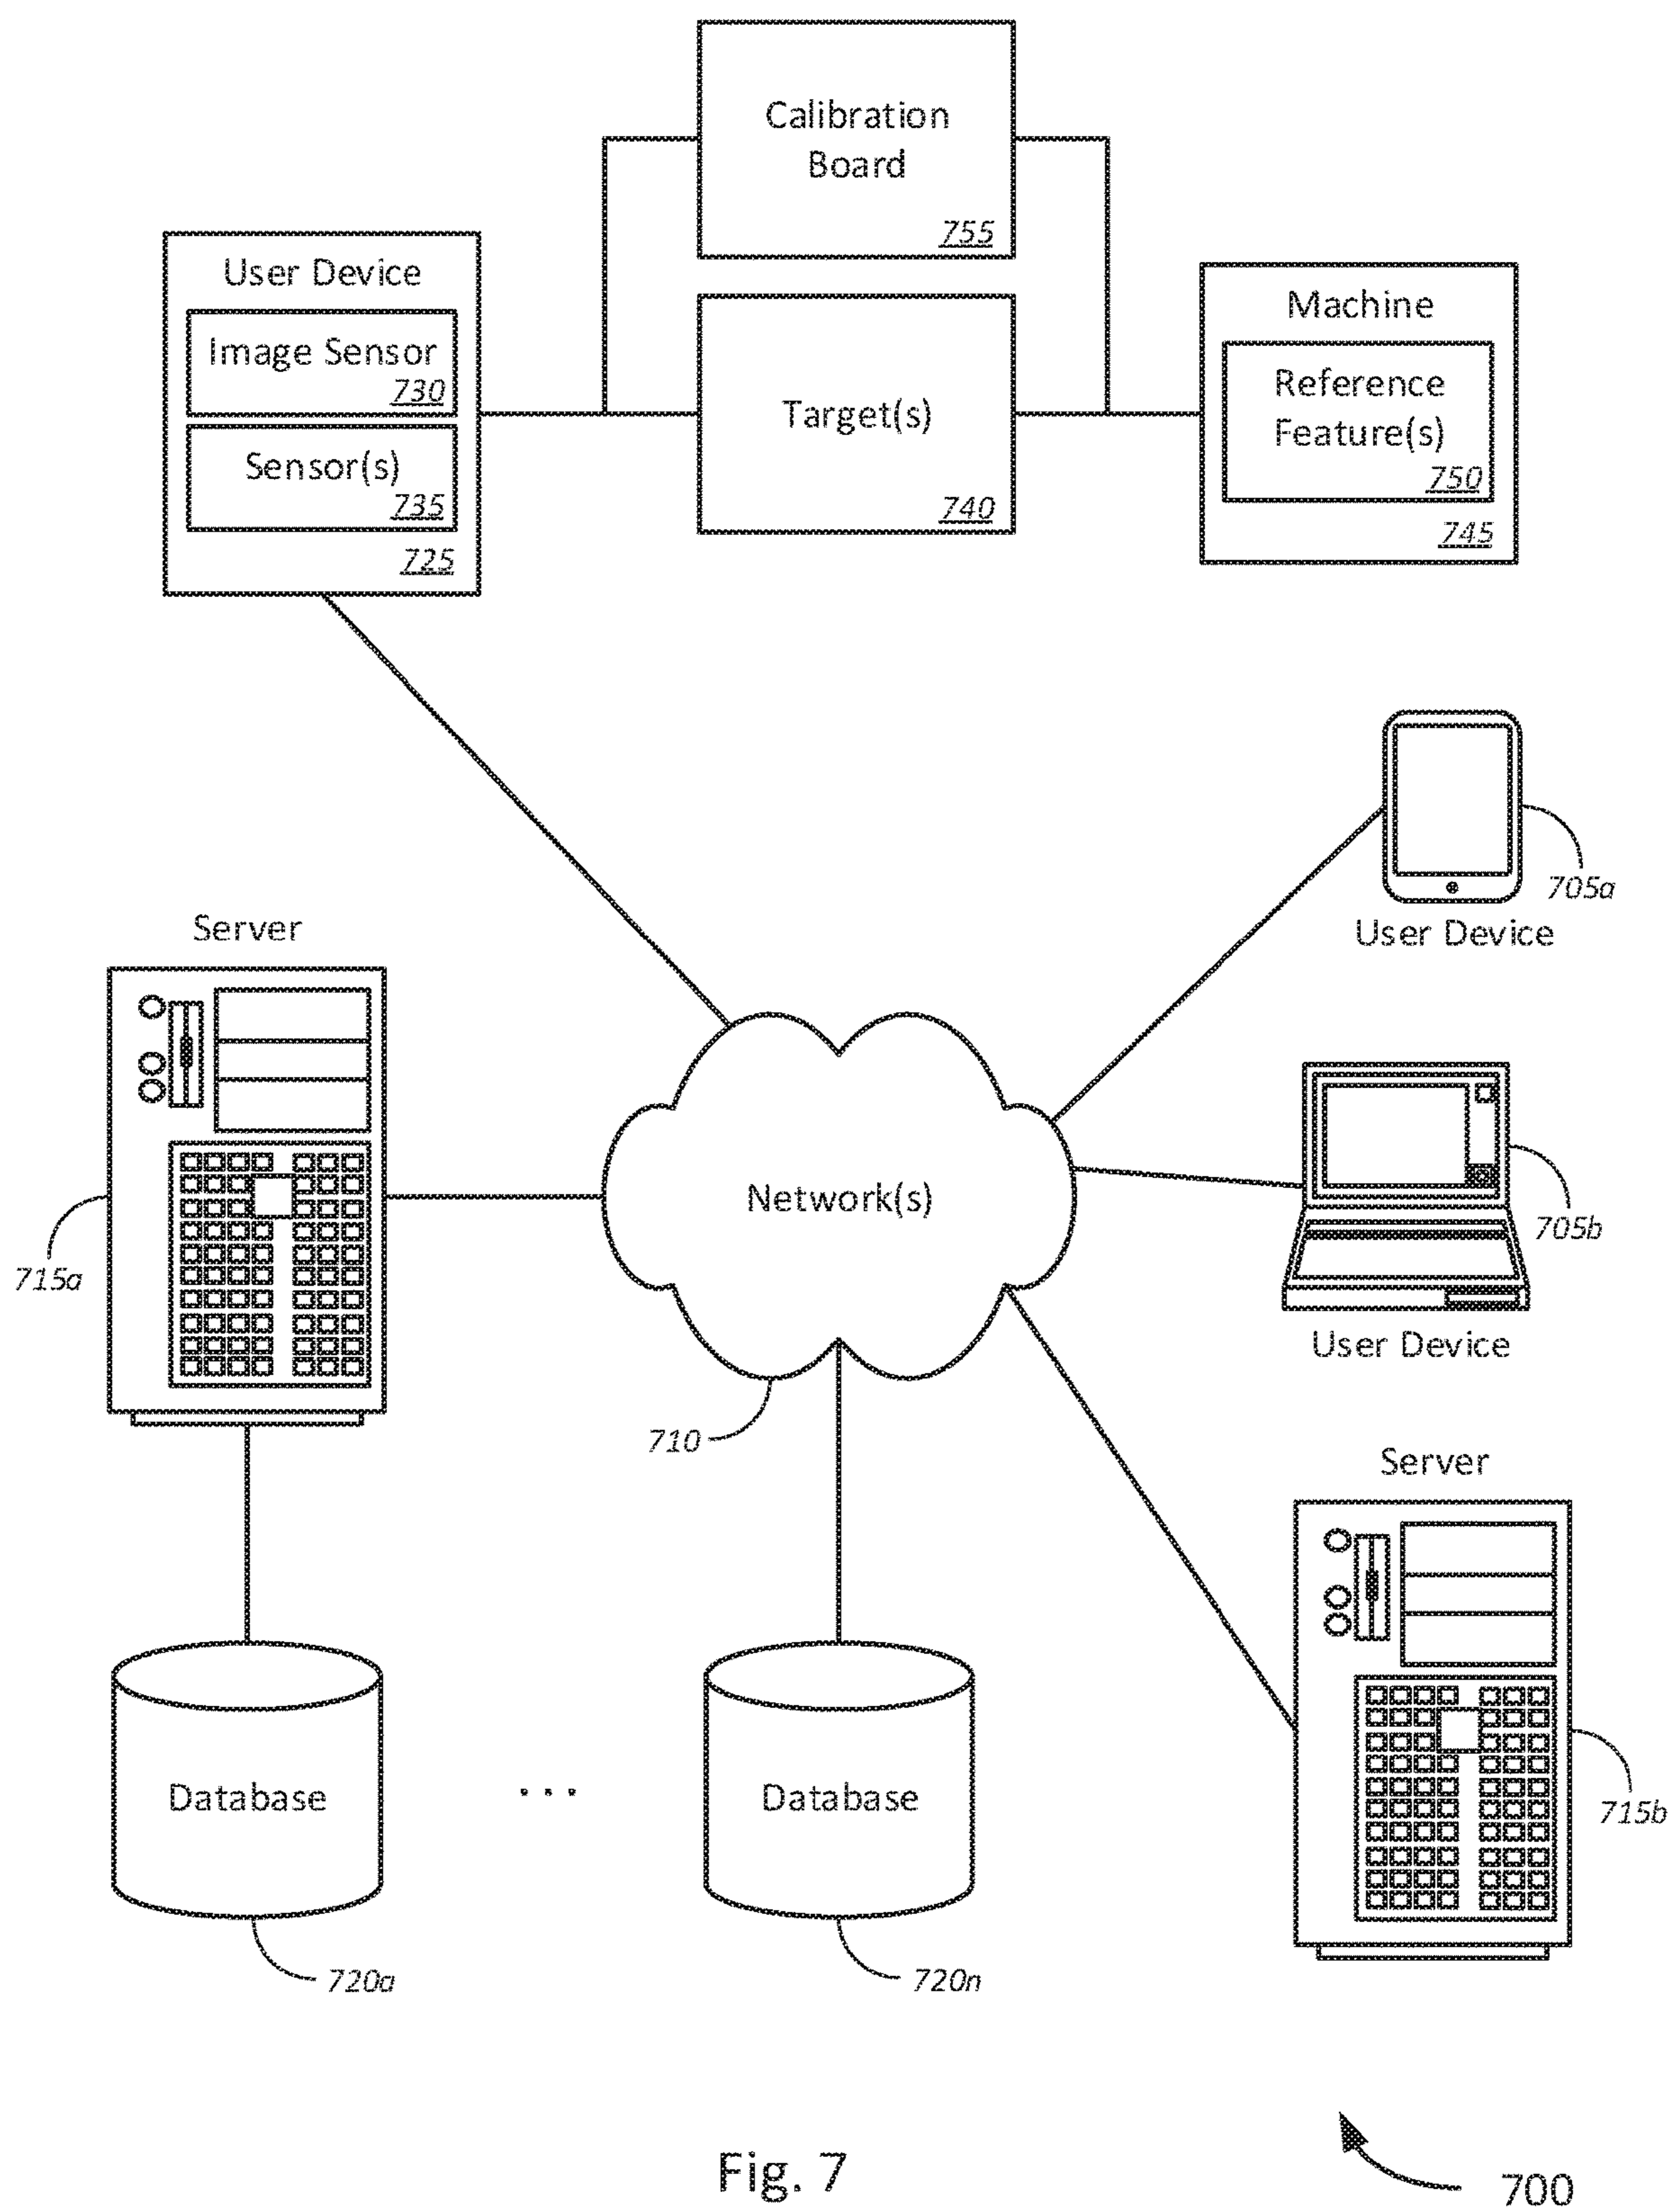 Calibration
Board
755
User Device
Image Sensor
730
Sensor(s)
735
725
Target(s)
740
Machine
Reference
Feature(s)
750
745
705a
User Device
Server
715a
Network(s)
705b
User Device
710
Server
715b
Database
...
Database
720a
720n
Fig. 7
700